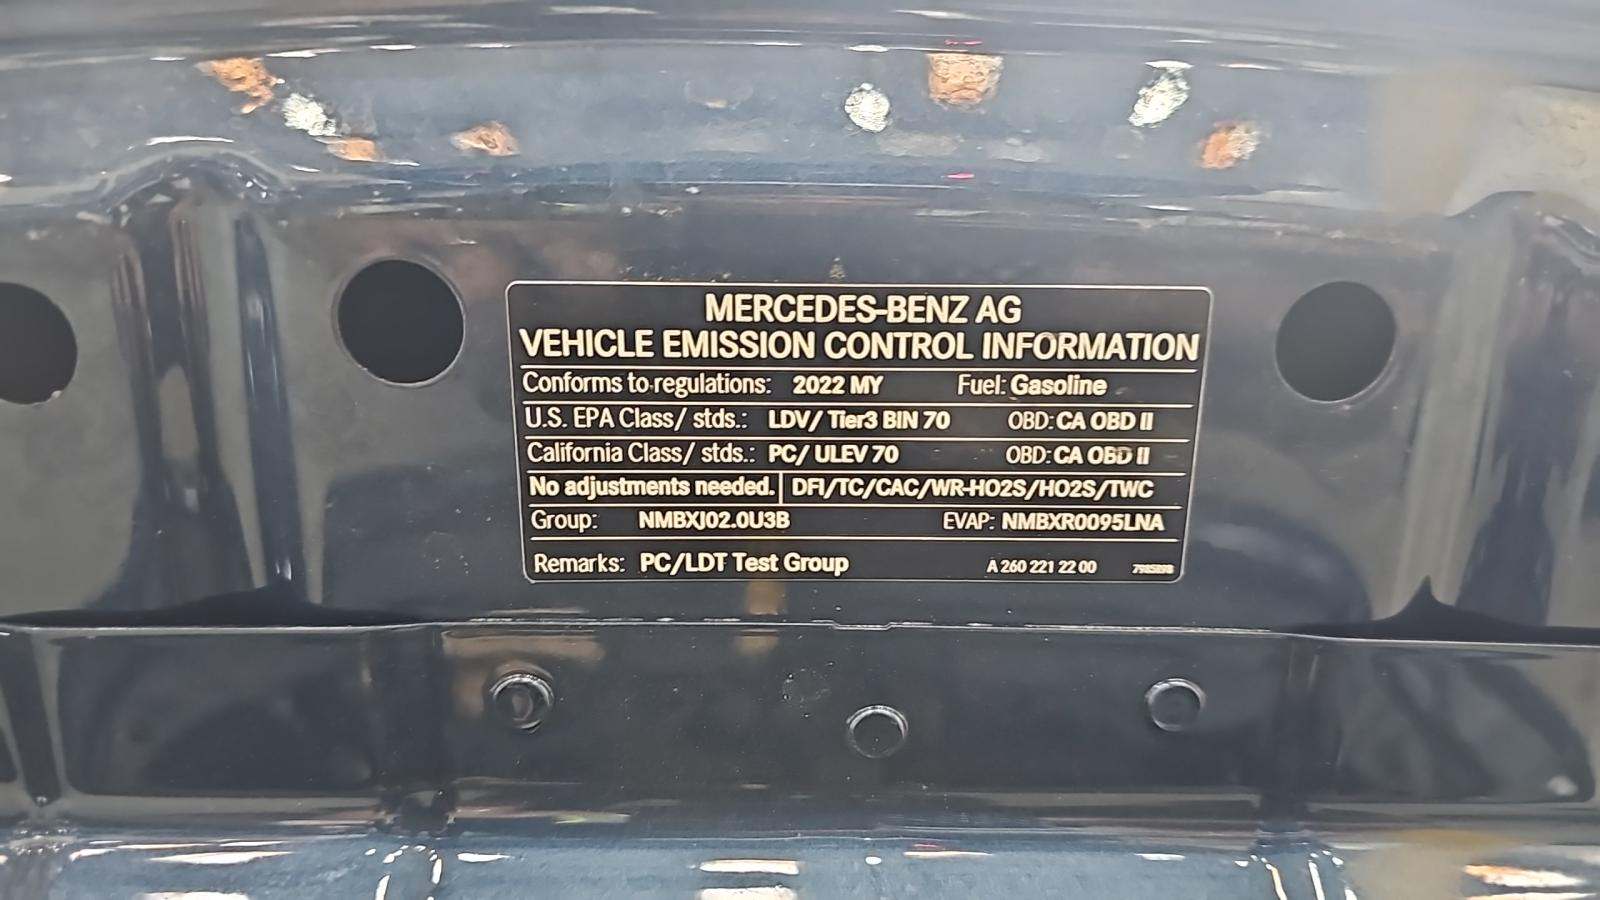 MERCEDES-BENZ AG
VEHICLE EMISSION CONTROL INFORMATION
Conforms to regulations: 2022 MY Fuel: Gasoline
U.S. EPA Class/ stds.: LDV/ Tier3 BIN 70 OBD: CA OBD II
California Class/ stds.: PC/ ULEV 70 OBD: CA OBD II
No adjustments needed. DFI/TC/CAC/WR-HO2S/HO2S/TWC
Group: NMBXJ02.0U3B EVAP: NMBXR0095LNA
Remarks: PC/LDT Test Group A 260 221 22 00